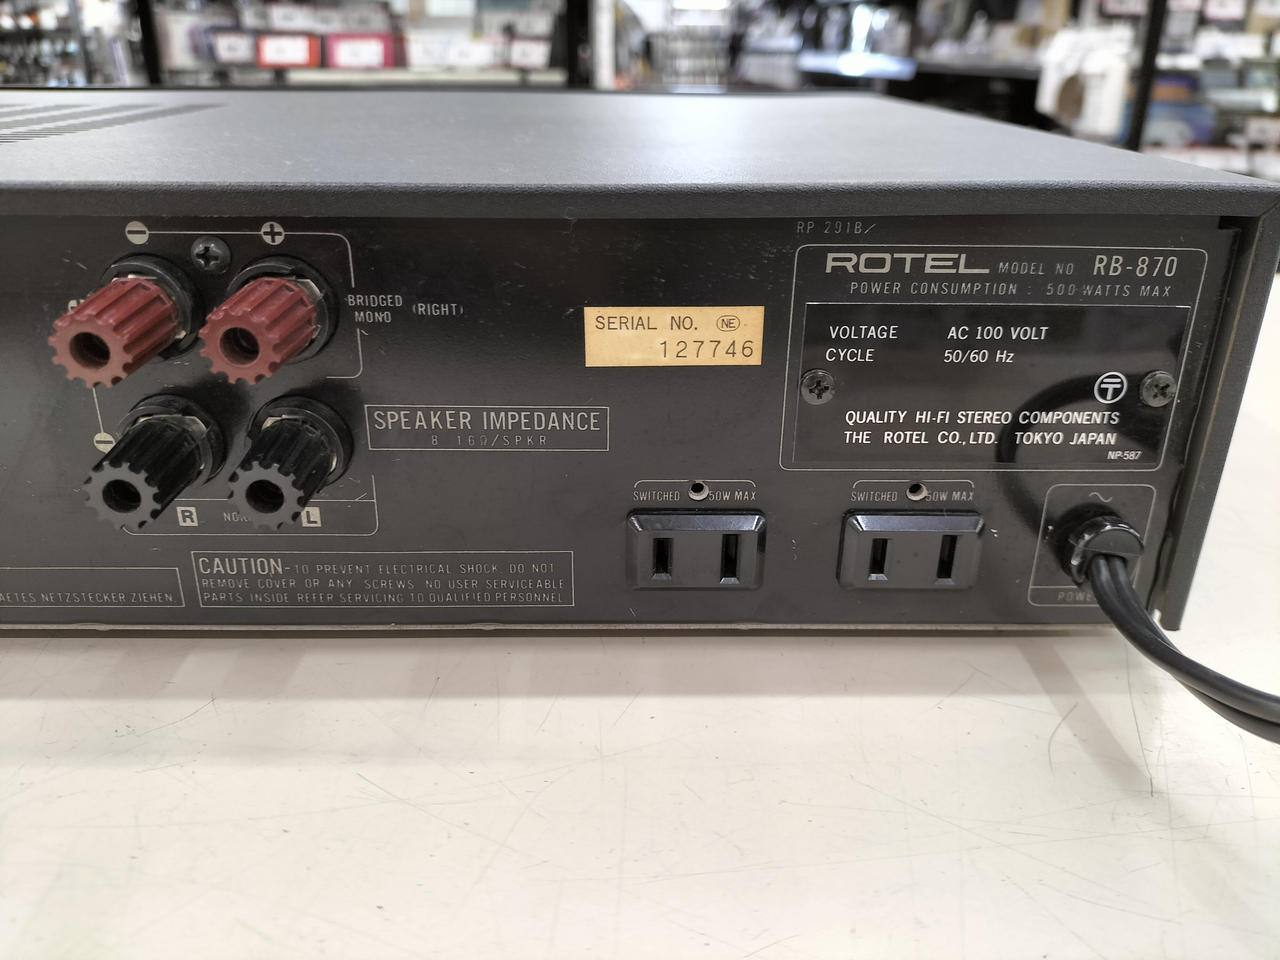 RP 291B
ROTEL MODEL NO RB-870
POWER CONSUMPTION : 500 WATTS MAX
VOLTAGE AC 100 VOLT
CYCLE 50/60 Hz
QUALITY HI-FI STEREO COMPONENTS
THE ROTEL CO., LTD. TOKYO JAPAN
NP-587
SERIAL NO. NE
127746
− +
BRIDGED
MONO (RIGHT)
−
SPEAKER IMPEDANCE
8 16Ω/SPKR
R L
SWITCHED 50W MAX
SWITCHED 50W MAX
NETZSTECKER ZIEHEN.
CAUTION-TO PREVENT ELECTRICAL SHOCK, DO NOT
REMOVE COVER OR ANY SCREWS. NO USER SERVICEABLE
PARTS INSIDE REFER SERVICING TO QUALIFIED PERSONNEL
~